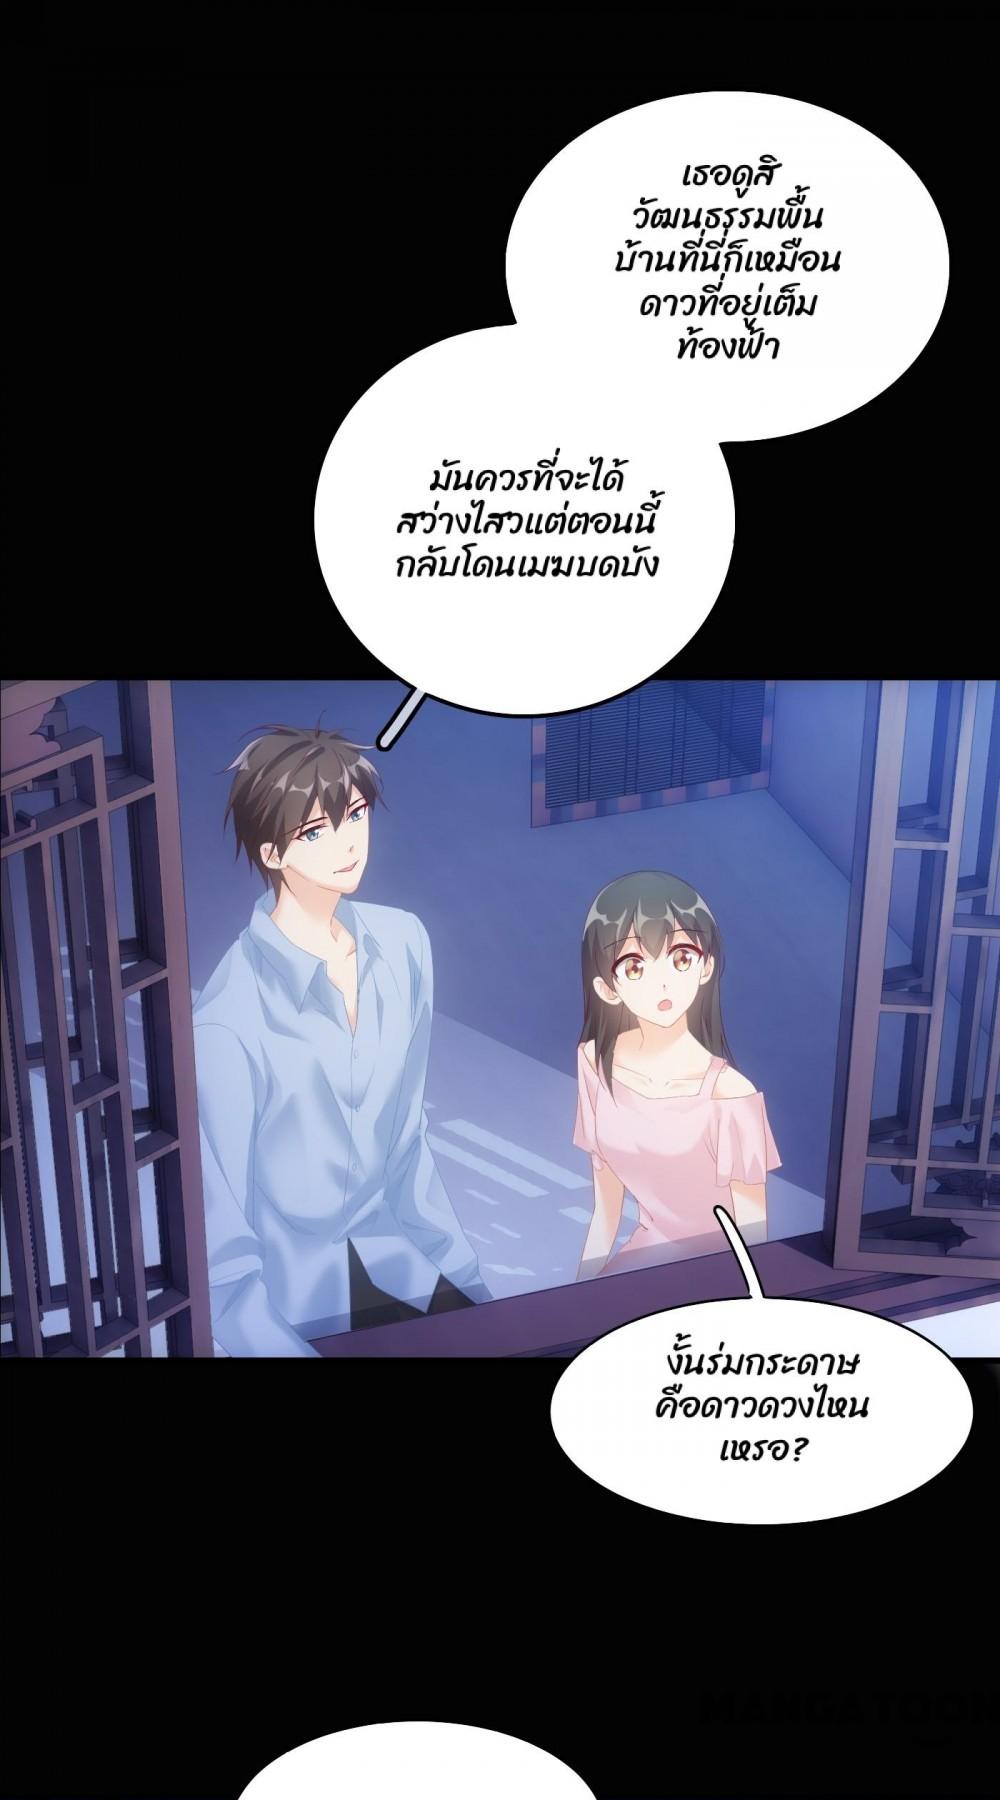 เธอดูสิ
วัฒนธรรมพื้น
บ้านที่นี่ก็เหมือน
ดาวที่อยู่เต็ม
ท้องฟ้า
มันควรที่จะได้
สว่างไสวแต่ตอนนี้
กลับโดนเมฆบดบัง
งั้นร่มกระดาษ
คือดาวดวงไหน
เหรอ?
MANGATOON